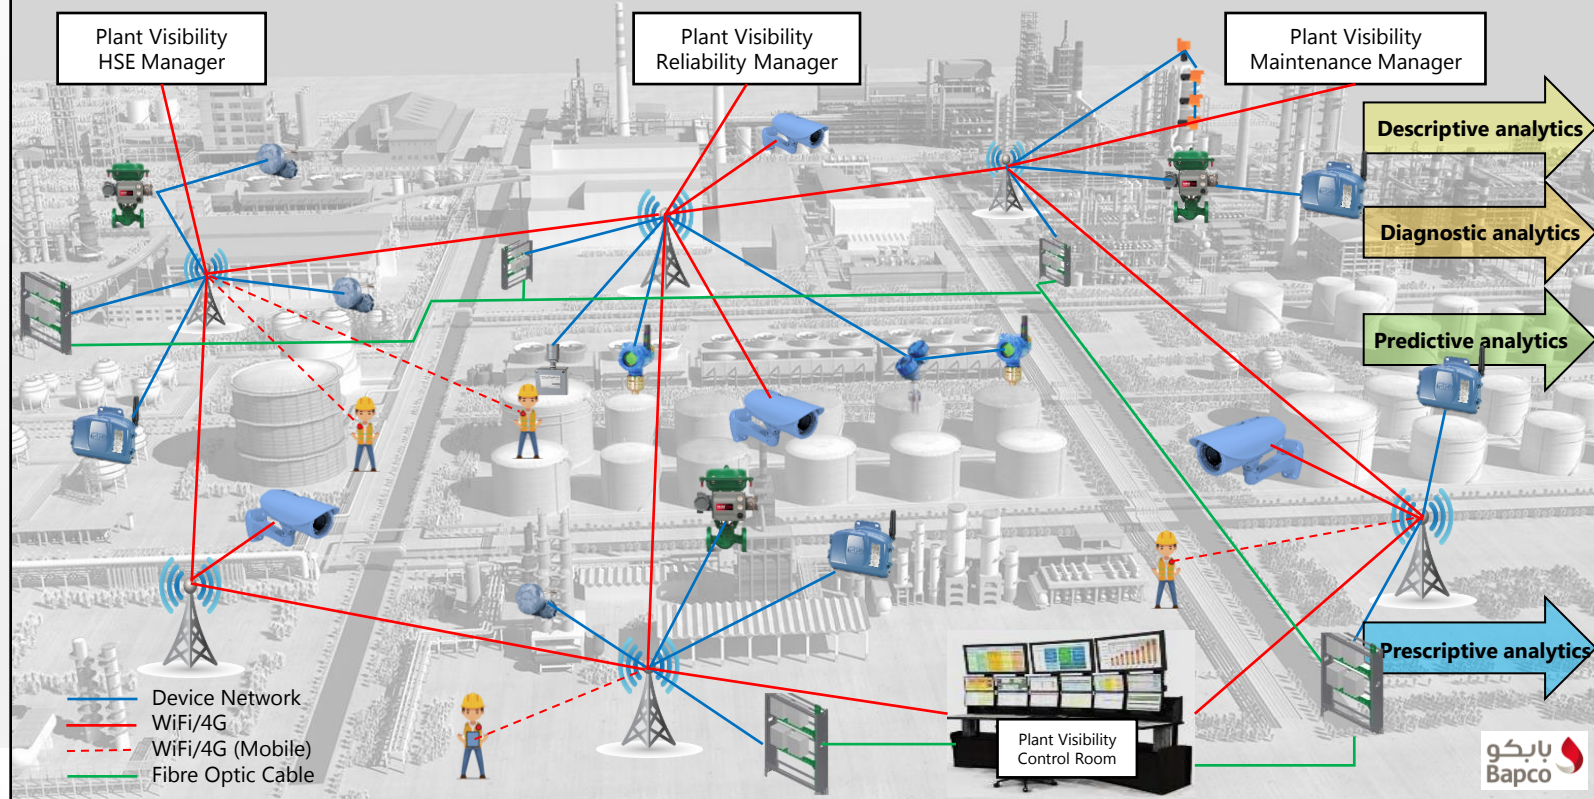 Plant Visibility
HSE Manager
Plant Visibility
Reliability Manager
Plant Visibility
Maintenance Manager
Descriptive analytics
Diagnostic analytics
Predictive analytics
Prescriptive analytics
Device Network
WiFi/4G
WiFi/4G (Mobile)
Fibre Optic Cable
Plant Visibility
Control Room
بابكو
Bapco